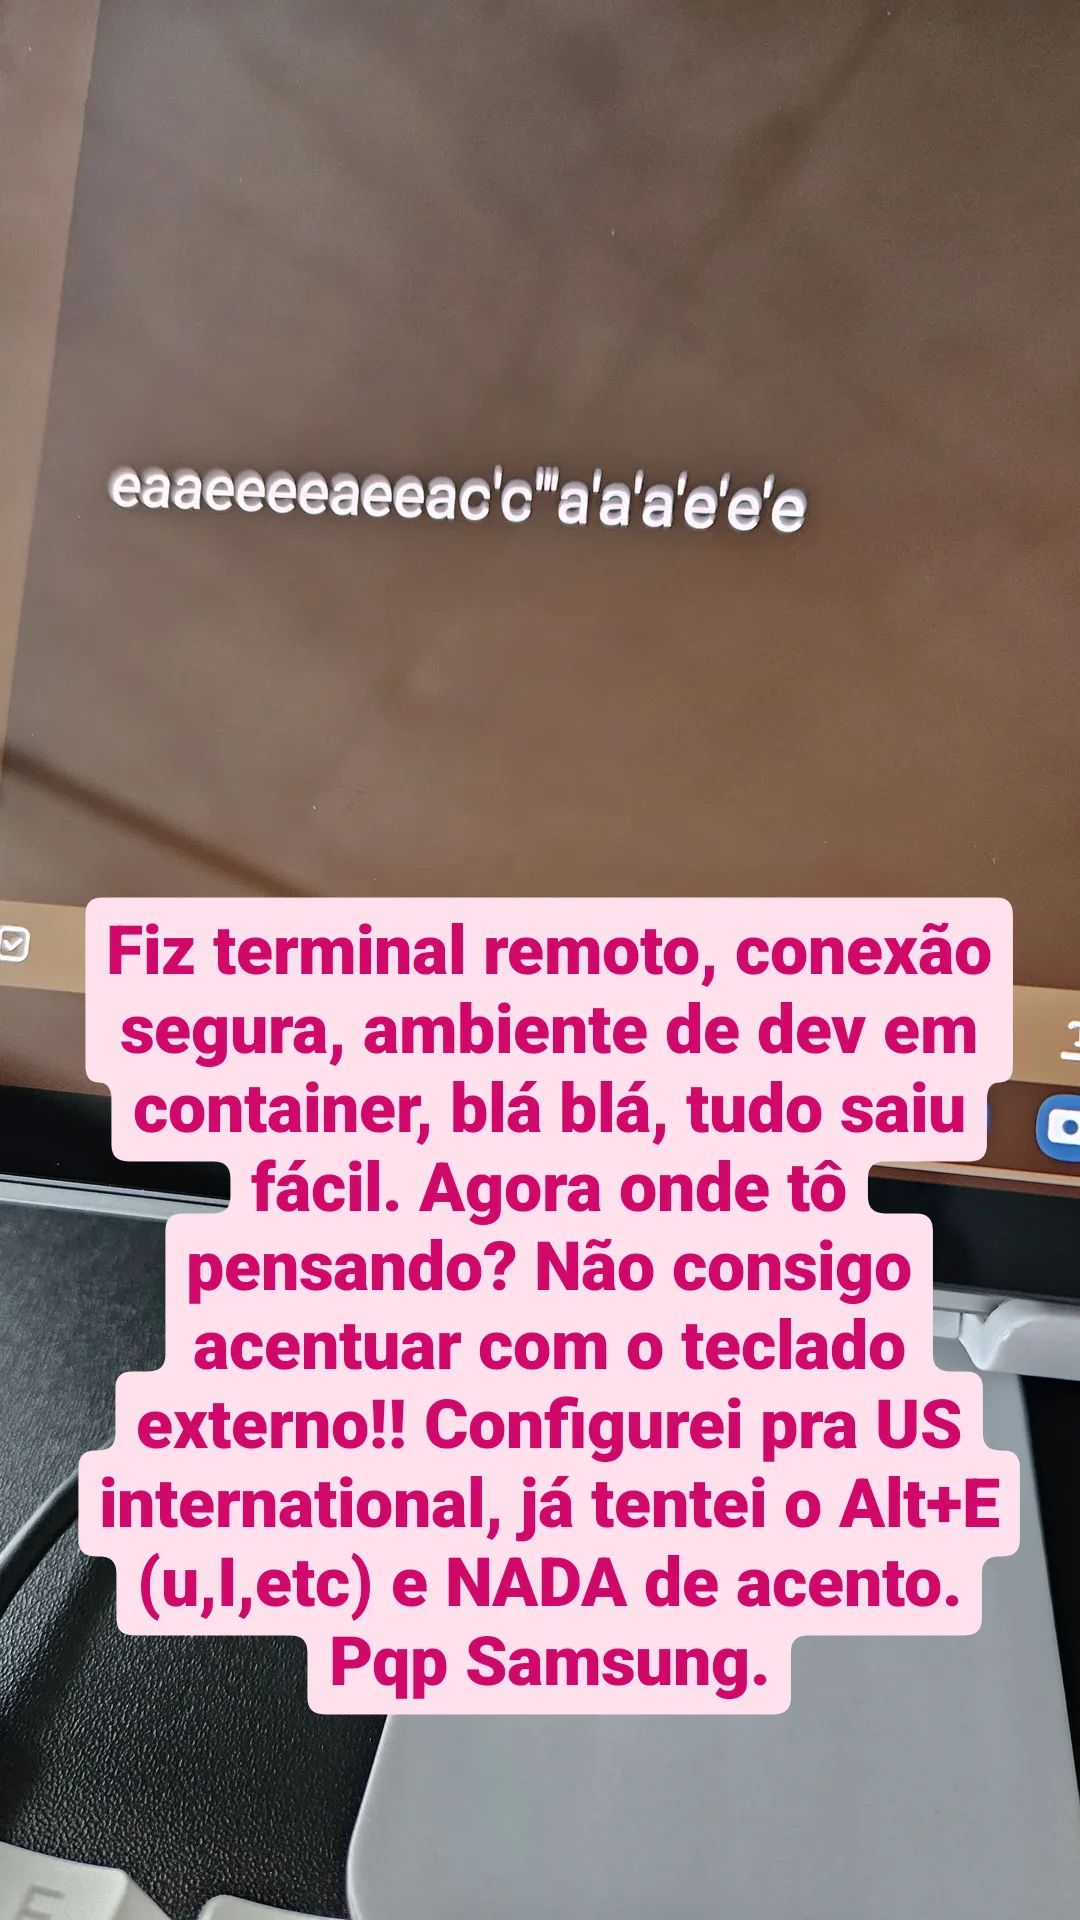 eaaeeeeaeeac'c'''a'a'a'e'e'e
Fiz terminal remoto, conexão
segura, ambiente de dev em
container, blá blá, tudo saiu
fácil. Agora onde tô
pensando? Não consigo
acentuar com o teclado
externo!! Configurei pra US
international, já tentei o Alt+E
(u,I,etc) e NADA de acento.
Pqp Samsung.